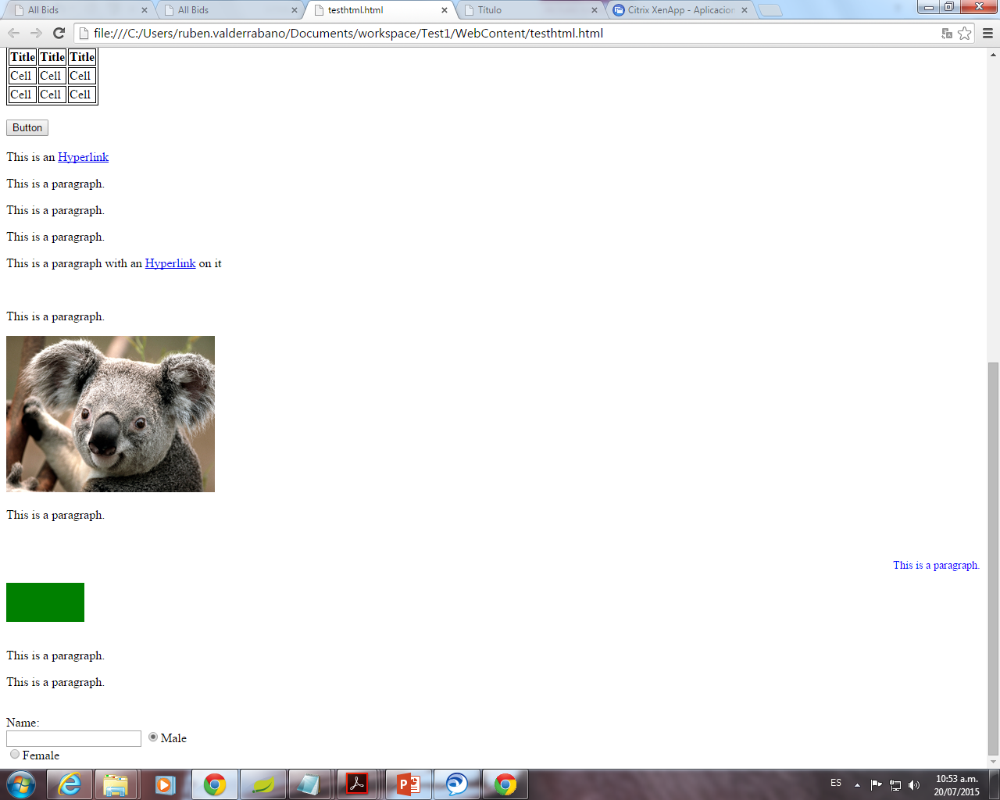 All Bids All Bids testhtml.html Título Citrix XenApp - Aplicacion
file:///C:/Users/ruben.valderrabano/Documents/workspace/Test1/WebContent/testhtml.html
Title Title Title
Cell Cell Cell
Cell Cell Cell
Button
This is an Hyperlink
This is a paragraph.
This is a paragraph.
This is a paragraph.
This is a paragraph with an Hyperlink on it
This is a paragraph.
This is a paragraph.
This is a paragraph.
This is a paragraph.
This is a paragraph.
Name:
Male
Female
ES
10:53 a.m.
20/07/2015